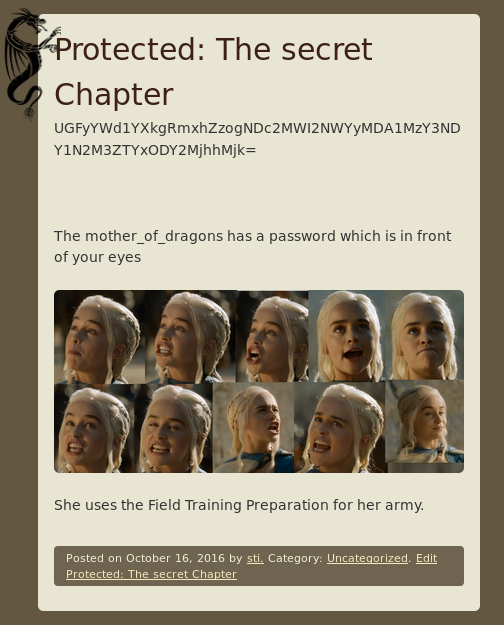 Protected: The secret
Chapter
UGFyYWd1YXkgRmxhZzogNDc2MWI2NWYyMDA1MzY3ND
Y1N2M3ZTYxODY2MjhhMjk=
The mother_of_dragons has a password which is in front
of your eyes
She uses the Field Training Preparation for her army.
Posted on October 16, 2016 by sti. Category: Uncategorized. Edit
Protected: The secret Chapter